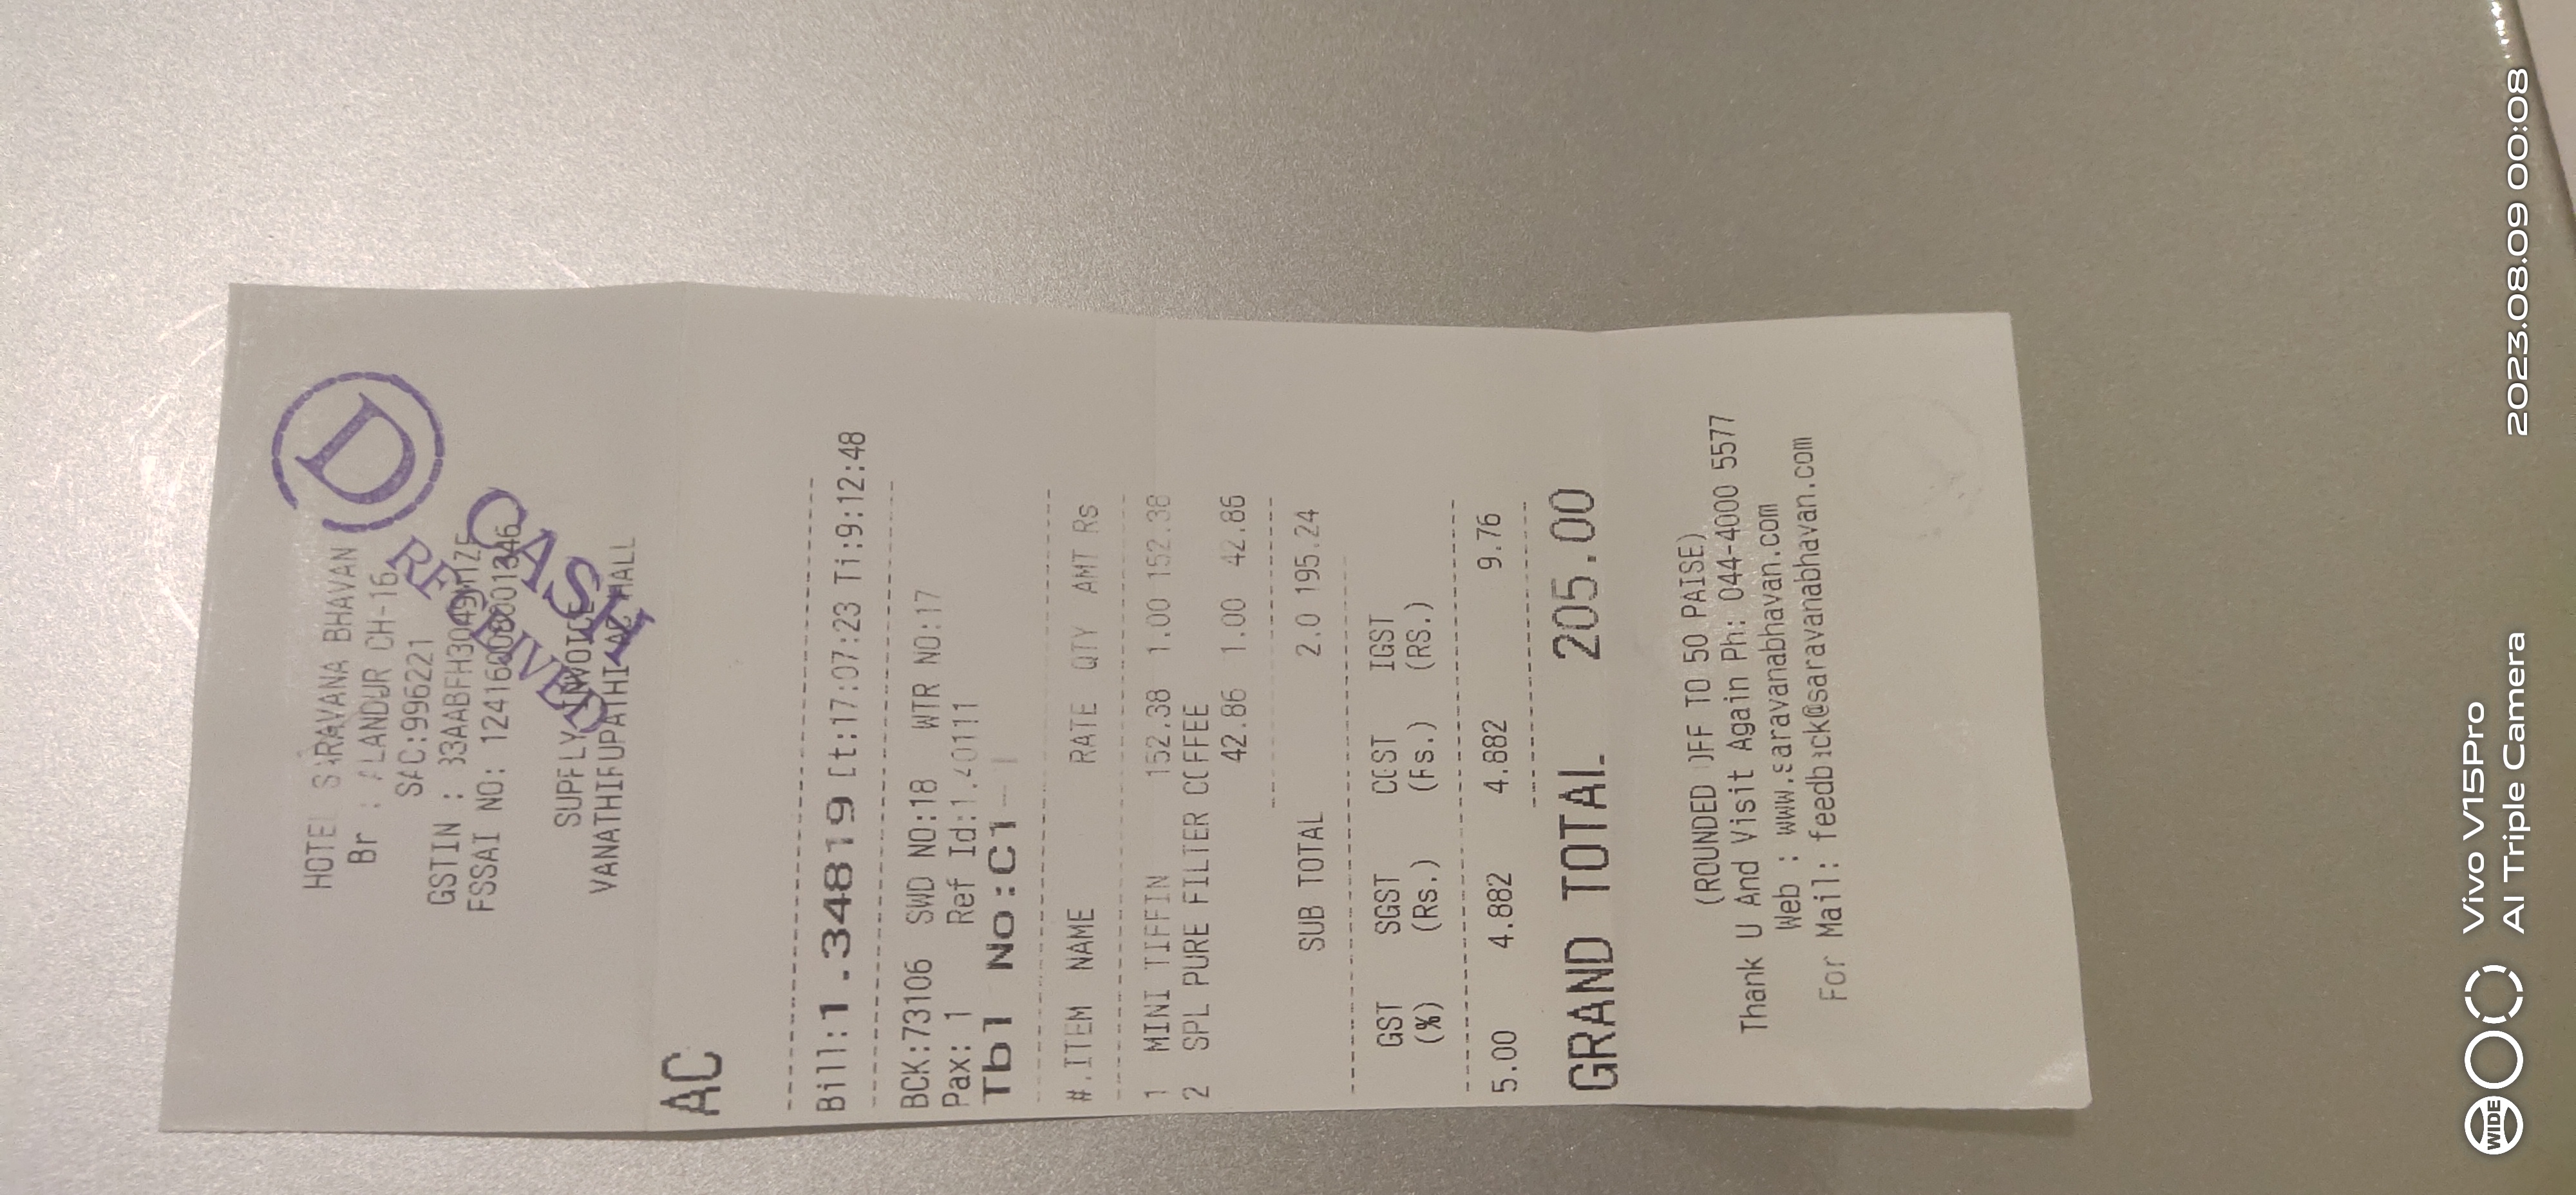 HOTEL SARAVANA BHAVAN
Br : ALANDUR CH-16
SAC:996221
GSTIN :
FSSAI NO: 12416008001346
SUPPLY INVOICE
VANATHIRUPATHI AC HALL
D
CASH
RECEIVED
AC
Bill:1.34819 Dt:17:07:23 Ti:9:12:48
BCK:73106 SWD NO:18 WTR NO:17
Pax: 1 Ref Id:1.40111
Tbl No:C1-1
#.ITEM NAME RATE QTY AMT Rs
1 MINI TIFFIN 152.38 1.00 152.38
2 SPL PURE FILTER COFFEE
42.86 1.00 42.86
SUB TOTAL 2.0 195.24
GST SGST CGST IGST
(%) (Rs.) (Rs.) (RS.)
5.00 4.882 4.882 9.76
GRAND TOTAL 205.00
(ROUNDED OFF TO 50 PAISE)
Thank U And Visit Again Ph: 044-4000 5577
Web : www.saravanabhavan.com
For Mail: feedback@saravanabhavan.com
WIDE
Vivo V15Pro
AI Triple Camera
2023.08.09 00:08